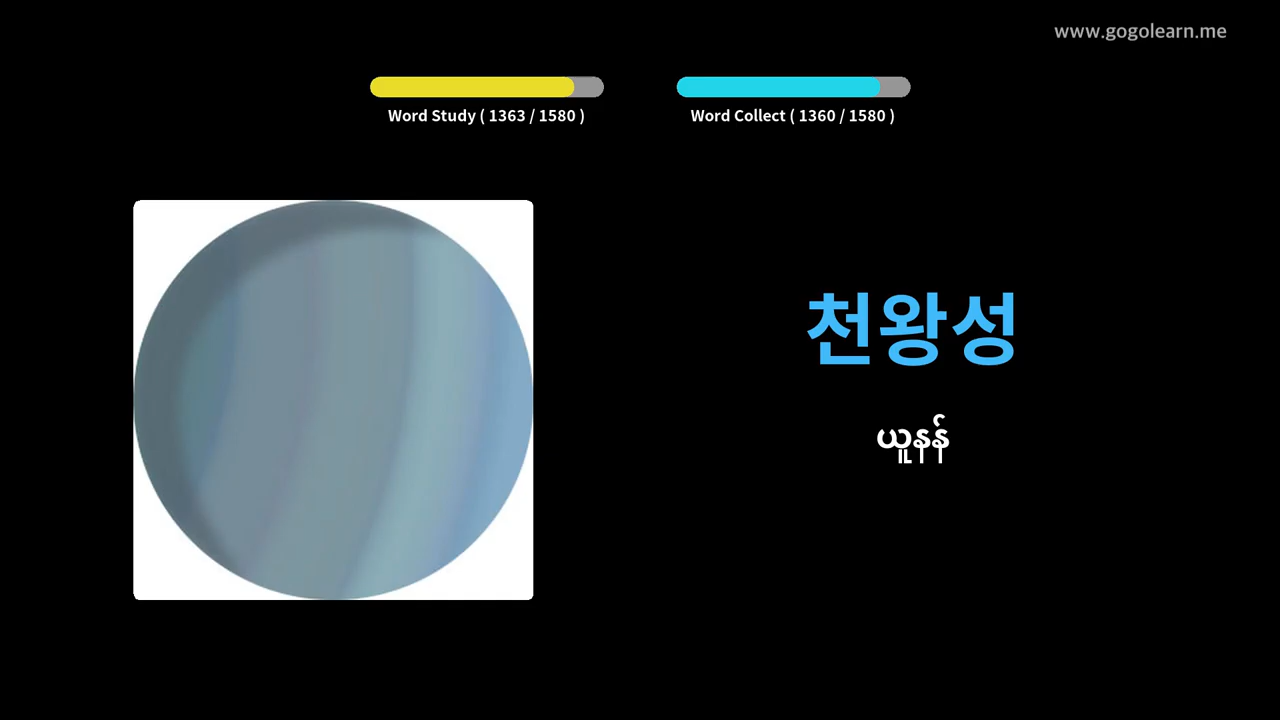 www.gogolearn.me
Word Study ( 1363 / 1580 )
Word Collect ( 1360 / 1580 )
천왕성
ယူနန်